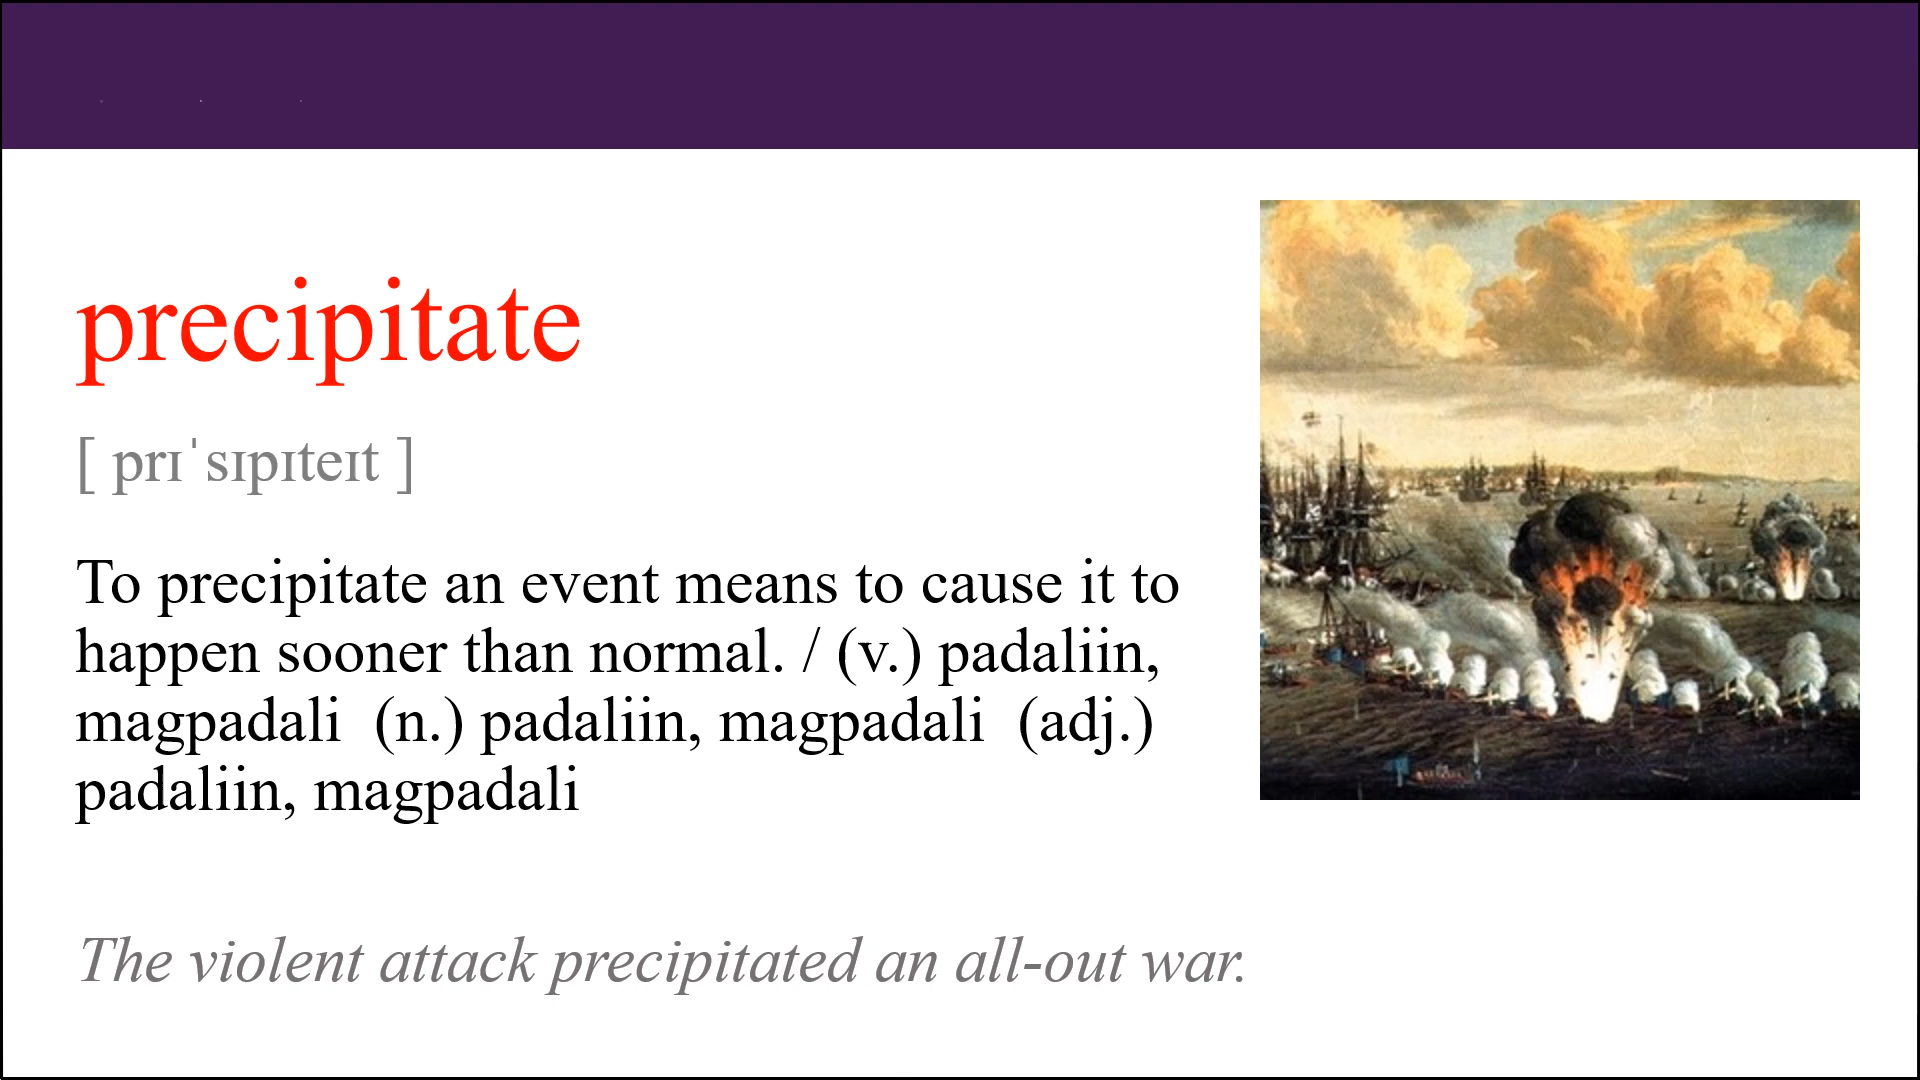 precipitate
[ prɪˈsɪpɪteɪt ]
To precipitate an event means to cause it to
happen sooner than normal. / (v.) padaliin,
magpadali  (n.) padaliin, magpadali  (adj.)
padaliin, magpadali
The violent attack precipitated an all-out war.